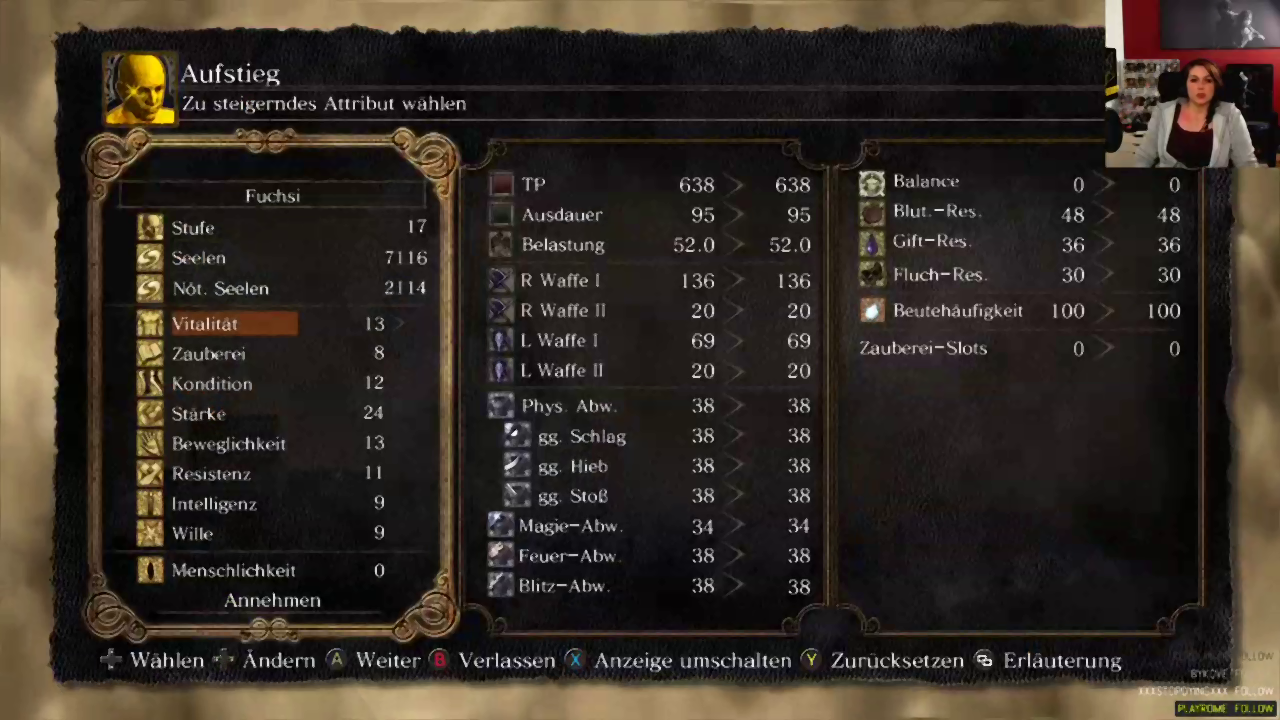 Aufstieg
Zu steigerndes Attribut wählen
Fuchsi
Stufe 17
Seelen 7116
Nöt. Seelen 2114
Vitalität 13
Zauberei 8
Kondition 12
Stärke 24
Beweglichkeit 13
Resistenz 11
Intelligenz 9
Wille 9
Menschlichkeit 0
Annehmen
TP 638 638
Ausdauer 95 95
Belastung 52.0 52.0
R Waffe I 136 136
R Waffe II 20 20
L Waffe I 69 69
L Waffe II 20 20
Phys. Abw. 38 38
gg. Schlag 38 38
gg. Hieb 38 38
gg. Stoß 38 38
Magie-Abw. 34 34
Feuer-Abw. 38 38
Blitz-Abw. 38 38
Balance 0 0
Blut.-Res. 48 48
Gift-Res. 36 36
Fluch-Res. 30 30
Beutehäufigkeit 100 100
Zauberei-Slots 0 0
Wählen Ändern A Weiter B Verlassen X Anzeige umschalten Y Zurücksetzen Erläuterung
XXXSTOPDYINGXXX FOLLOW
PLAYROME FOLLOW